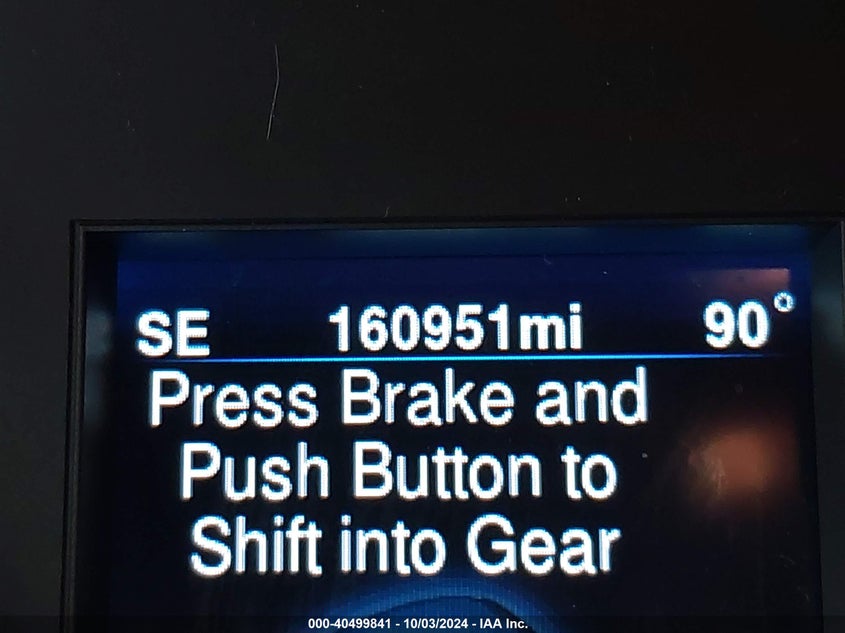 SE 160951mi 90°
Press Brake and
Push Button to
Shift into Gear
000-40499841 - 10/03/2024 - IAA Inc.